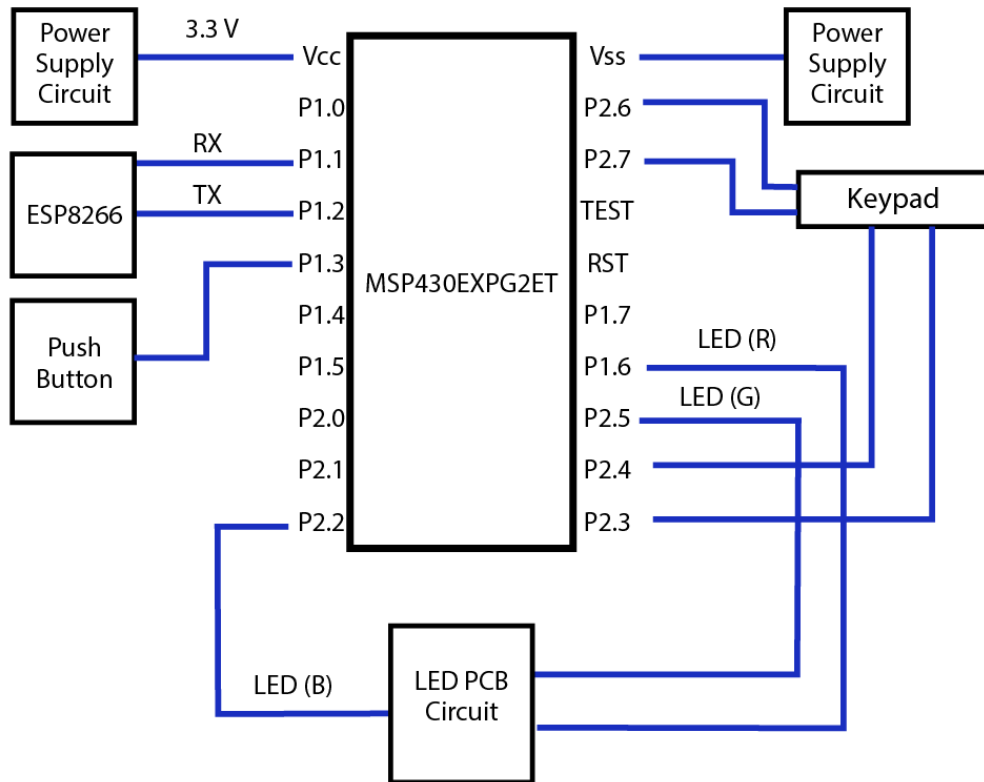 Power
Supply
Circuit
3.3 V
ESP8266
RX
TX
Push
Button
Vcc
P1.0
P1.1
P1.2
P1.3
P1.4
P1.5
P2.0
P2.1
P2.2
MSP430EXPG2ET
Vss
P2.6
P2.7
TEST
RST
P1.7
P1.6
P2.5
P2.4
P2.3
Power
Supply
Circuit
Keypad
LED (R)
LED (G)
LED (B)
LED PCB
Circuit